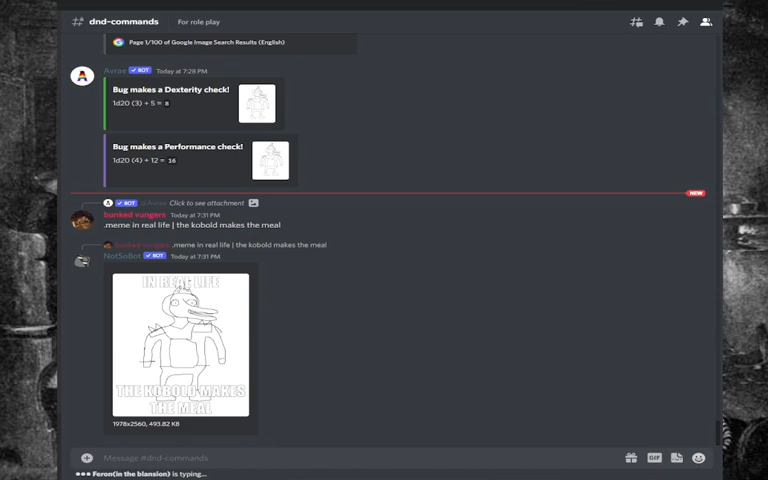 dnd-commands For role play
Page 1/100 of Google Image Search Results (English)
Avrae BOT Today at 7:28 PM
Bug makes a Dexterity check!
1d20 (3) + 5 = 8
Bug makes a Performance check!
1d20 (4) + 12 = 16
NEW
BOT @Avrae Click to see attachment
bunked vungers Today at 7:31 PM
.meme in real life | the kobold makes the meal
bunked vungers .meme in real life | the kobold makes the meal
NotSoBot BOT Today at 7:31 PM
IN REAL LIFE
THE KOBOLD MAKES
THE MEAL
1978x2560, 493.82 KB
Message #dnd-commands
GIF
Feron(in the blansion) is typing...